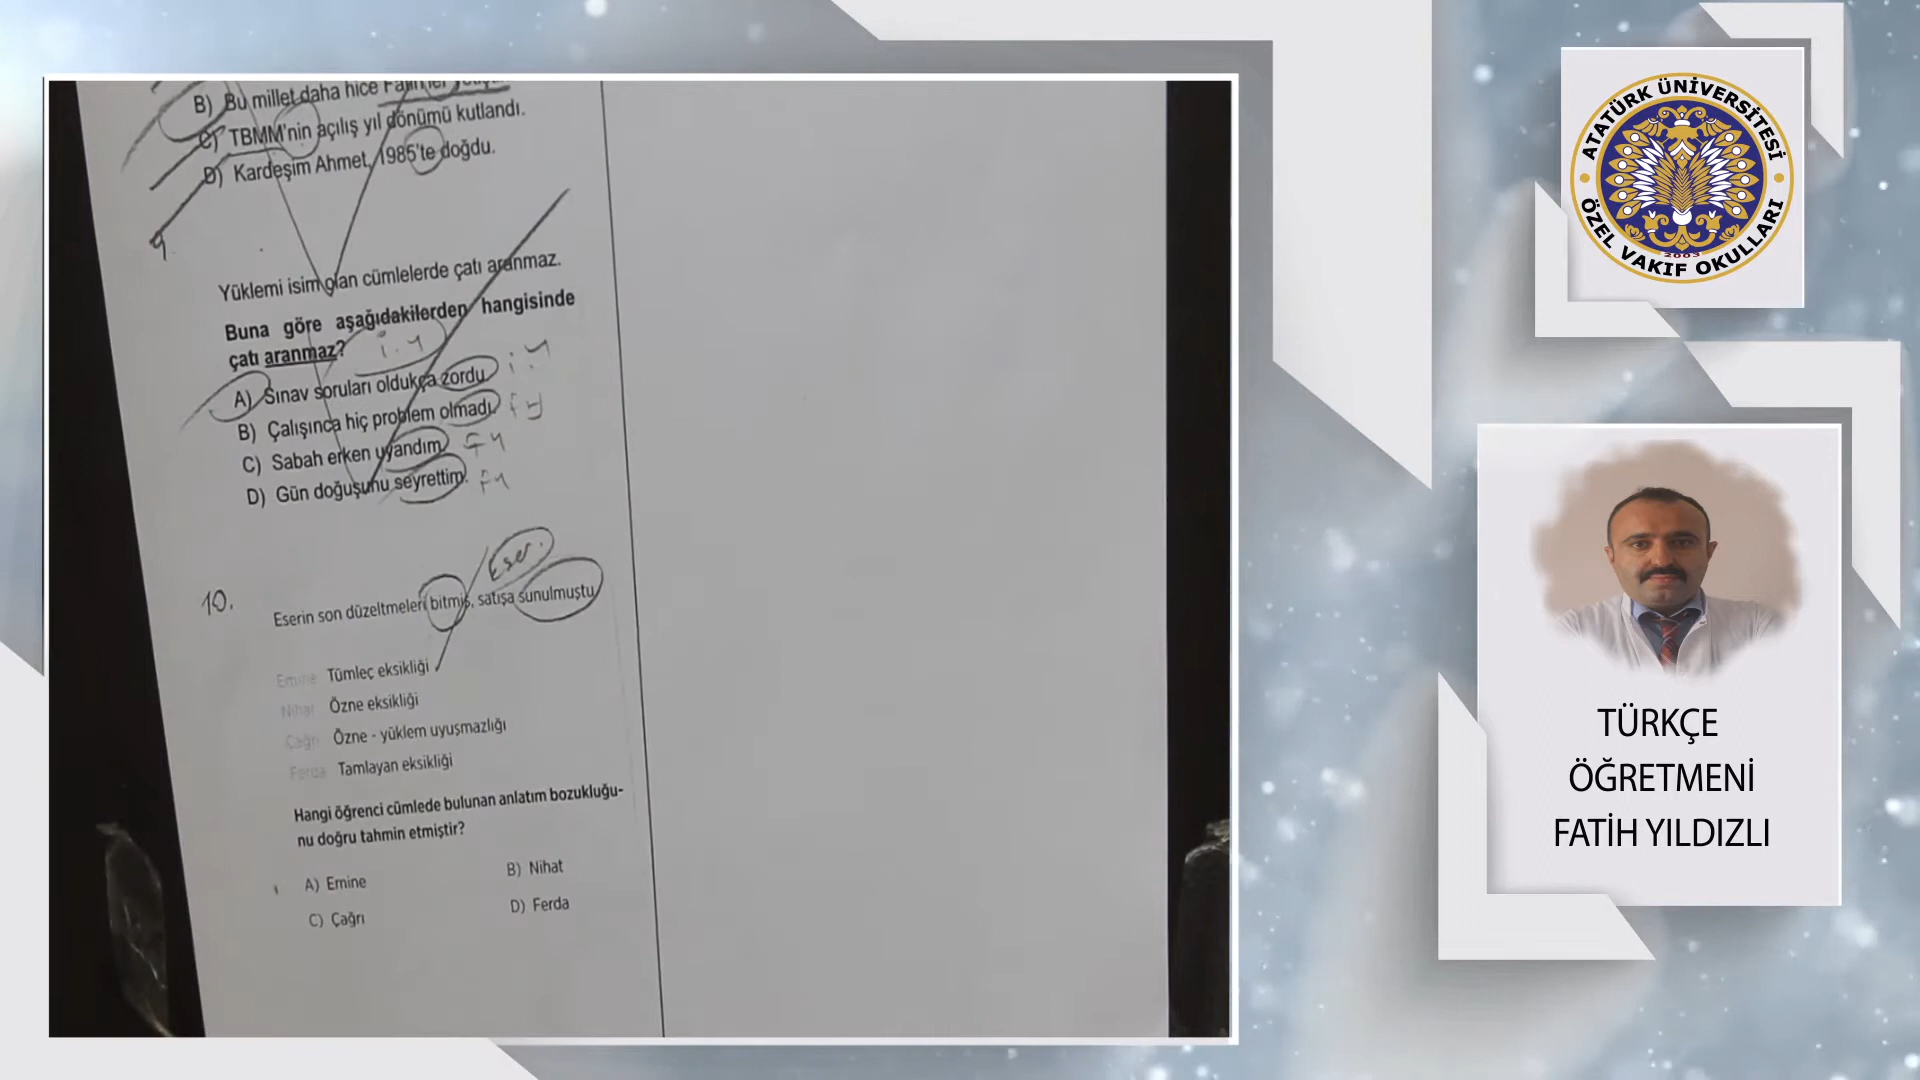 B) Bu millet daha nice Fatih'ler
C) TBMM'nin açılış yıl dönümü kutlandı.
D) Kardeşim Ahmet, 1985'te doğdu.
9.
Yüklemi isim olan cümlelerde çatı aranmaz.
Buna göre aşağıdakilerden hangisinde
çatı aranmaz?
i.y
A) Sınav soruları oldukça zordu. i.y
B) Çalışınca hiç problem olmadı. f y
C) Sabah erken uyandım. f y
D) Gün doğuşunu seyrettim. f y
Eser.
10.
Eserin son düzeltmeleri bitmiş, satışa sunulmuştu
Emine Tümleç eksikliği
Nihat Özne eksikliği
Çağrı Özne - yüklem uyuşmazlığı
Ferda Tamlayan eksikliği
Hangi öğrenci cümlede bulunan anlatım bozukluğu-
nu doğru tahmin etmiştir?
A) Emine B) Nihat
C) Çağrı D) Ferda
ATATÜRK ÜNİVERSİTESİ
ÖZEL VAKIF OKULLARI
2003
TÜRKÇE
ÖĞRETMENİ
FATİH YILDIZLI